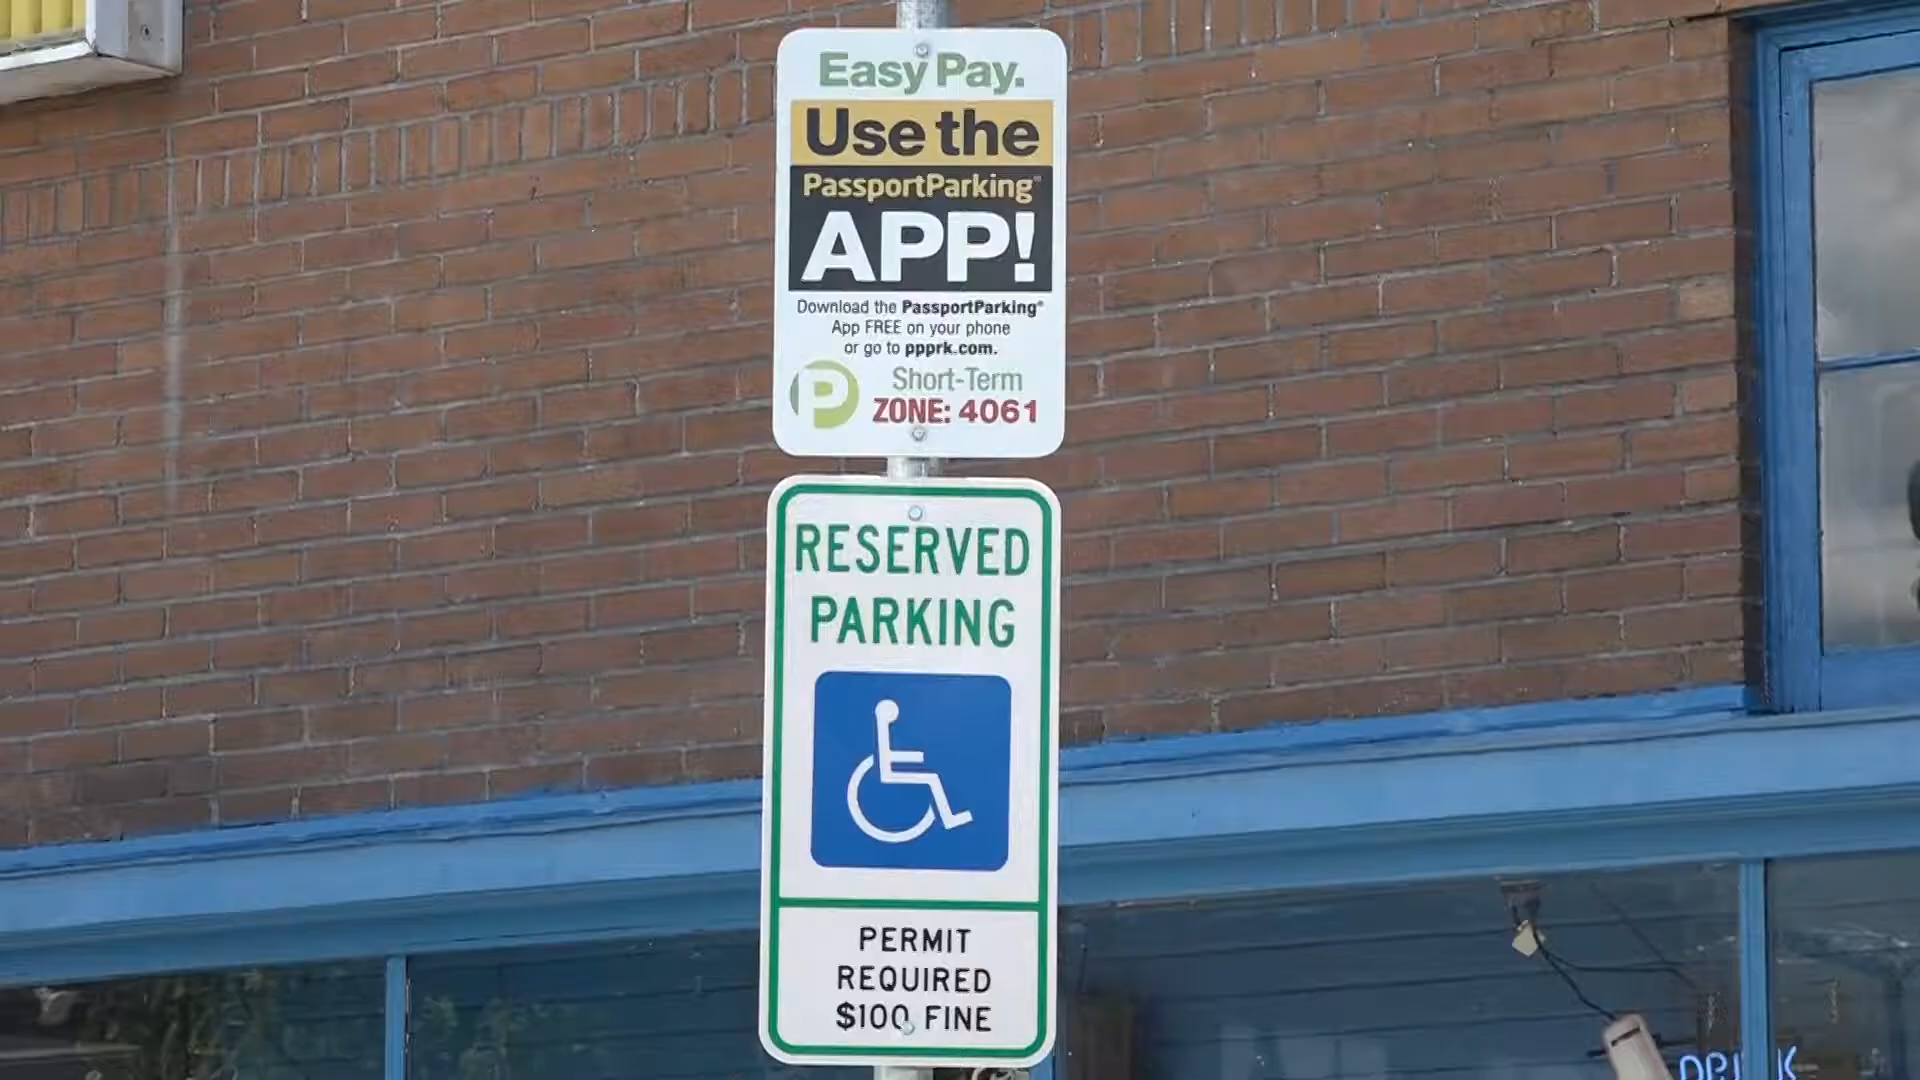 Easy Pay.
Use the
PassportParking
APP!
Download the PassportParking®
App FREE on your phone
or go to ppprk.com.
P
Short-Term
ZONE: 4061
RESERVED
PARKING
PERMIT
REQUIRED
$100 FINE